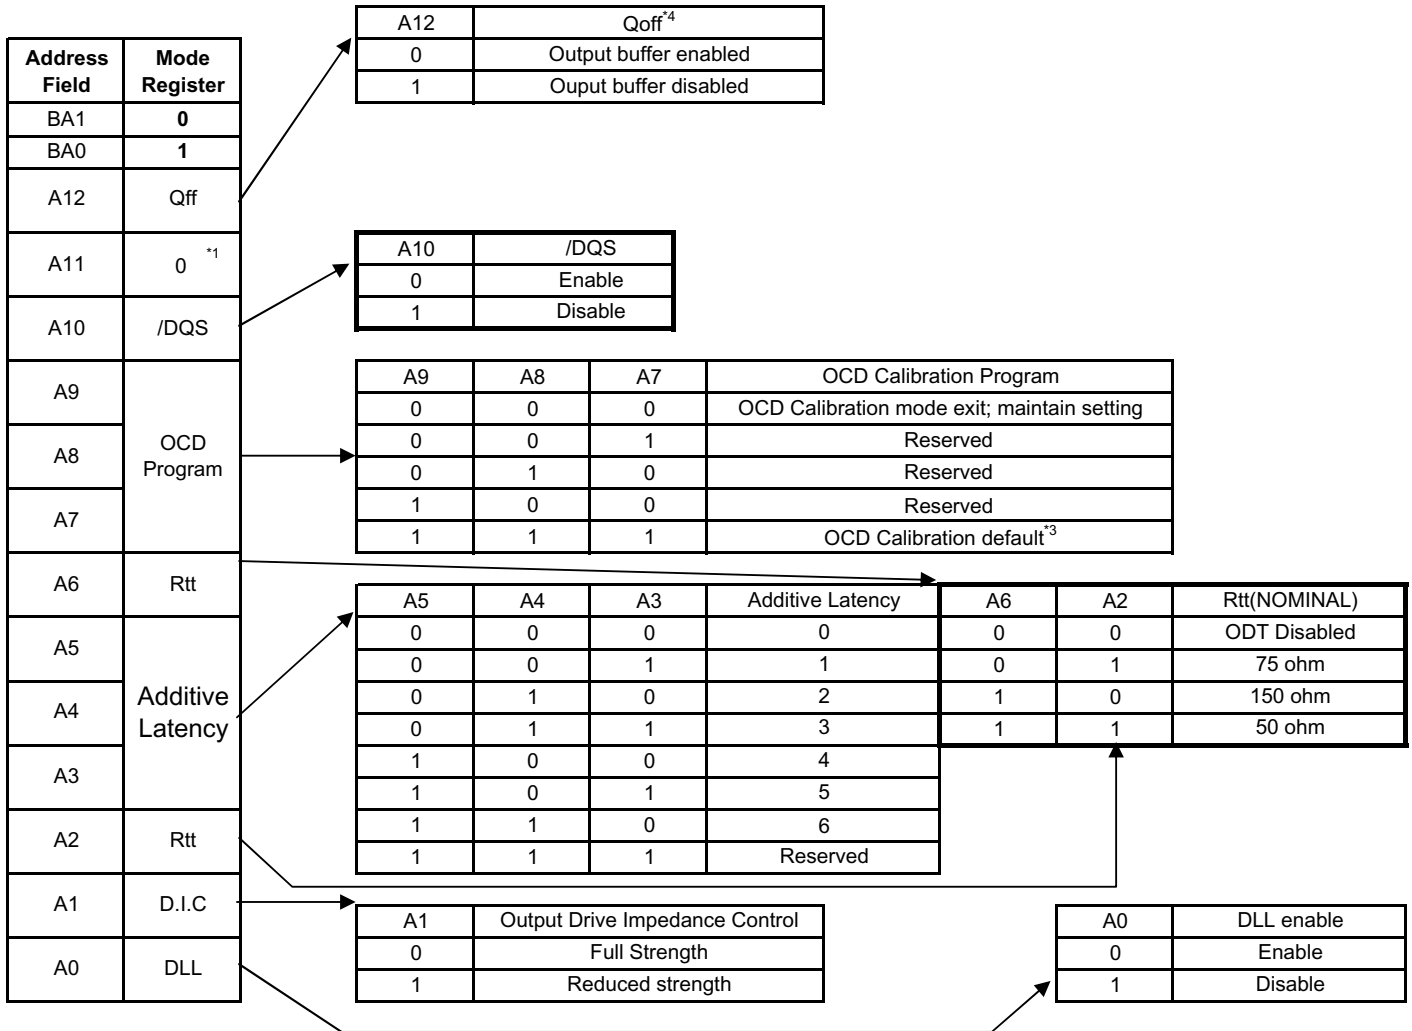 Address Field Mode Register
BA1 0
BA0 1
A12 Qff
A11 0 *1
A10 /DQS
A9
A8
A7
OCD Program
A6 Rtt
A5
A4
A3
Additive Latency
A2 Rtt
A1 D.I.C
A0 DLL
A12 Qoff*4
0 Output buffer enabled
1 Ouput buffer disabled
A10 /DQS
0 Enable
1 Disable
A9 A8 A7 OCD Calibration Program
0 0 0 OCD Calibration mode exit; maintain setting
0 0 1 Reserved
0 1 0 Reserved
1 0 0 Reserved
1 1 1 OCD Calibration default*3
A5 A4 A3 Additive Latency
0 0 0 0
0 0 1 1
0 1 0 2
0 1 1 3
1 0 0 4
1 0 1 5
1 1 0 6
1 1 1 Reserved
A6 A2 Rtt(NOMINAL)
0 0 ODT Disabled
0 1 75 ohm
1 0 150 ohm
1 1 50 ohm
A1 Output Drive Impedance Control
0 Full Strength
1 Reduced strength
A0 DLL enable
0 Enable
1 Disable